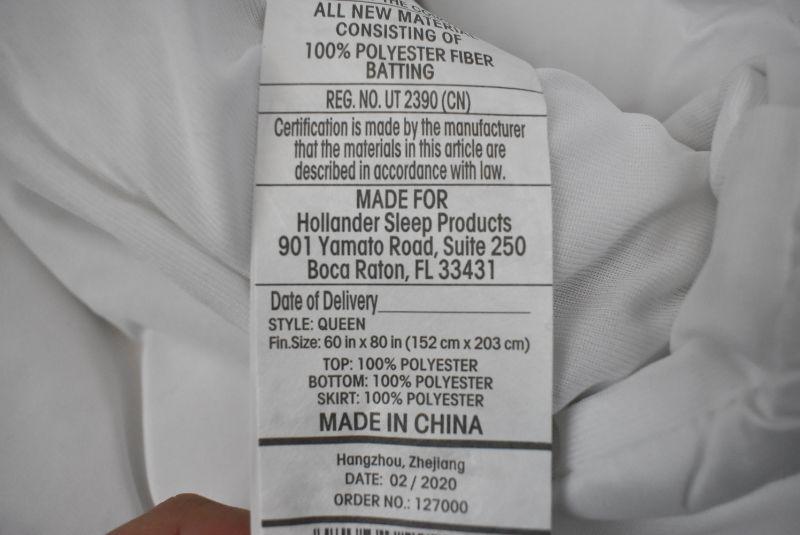 THE CO
ALL NEW MATERIAL
CONSISTING OF
100% POLYESTER FIBER
BATTING
REG. NO. UT 2390 (CN)
Certification is made by the manufacturer
that the materials in this article are
described in accordance with law.
MADE FOR
Hollander Sleep Products
901 Yamato Road, Suite 250
Boca Raton, FL 33431
Date of Delivery
STYLE: QUEEN
Fin.Size: 60 in x 80 in (152 cm x 203 cm)
TOP: 100% POLYESTER
BOTTOM: 100% POLYESTER
SKIRT: 100% POLYESTER
MADE IN CHINA
Hangzhou, Zhejiang
DATE: 02 / 2020
ORDER NO.: 127000